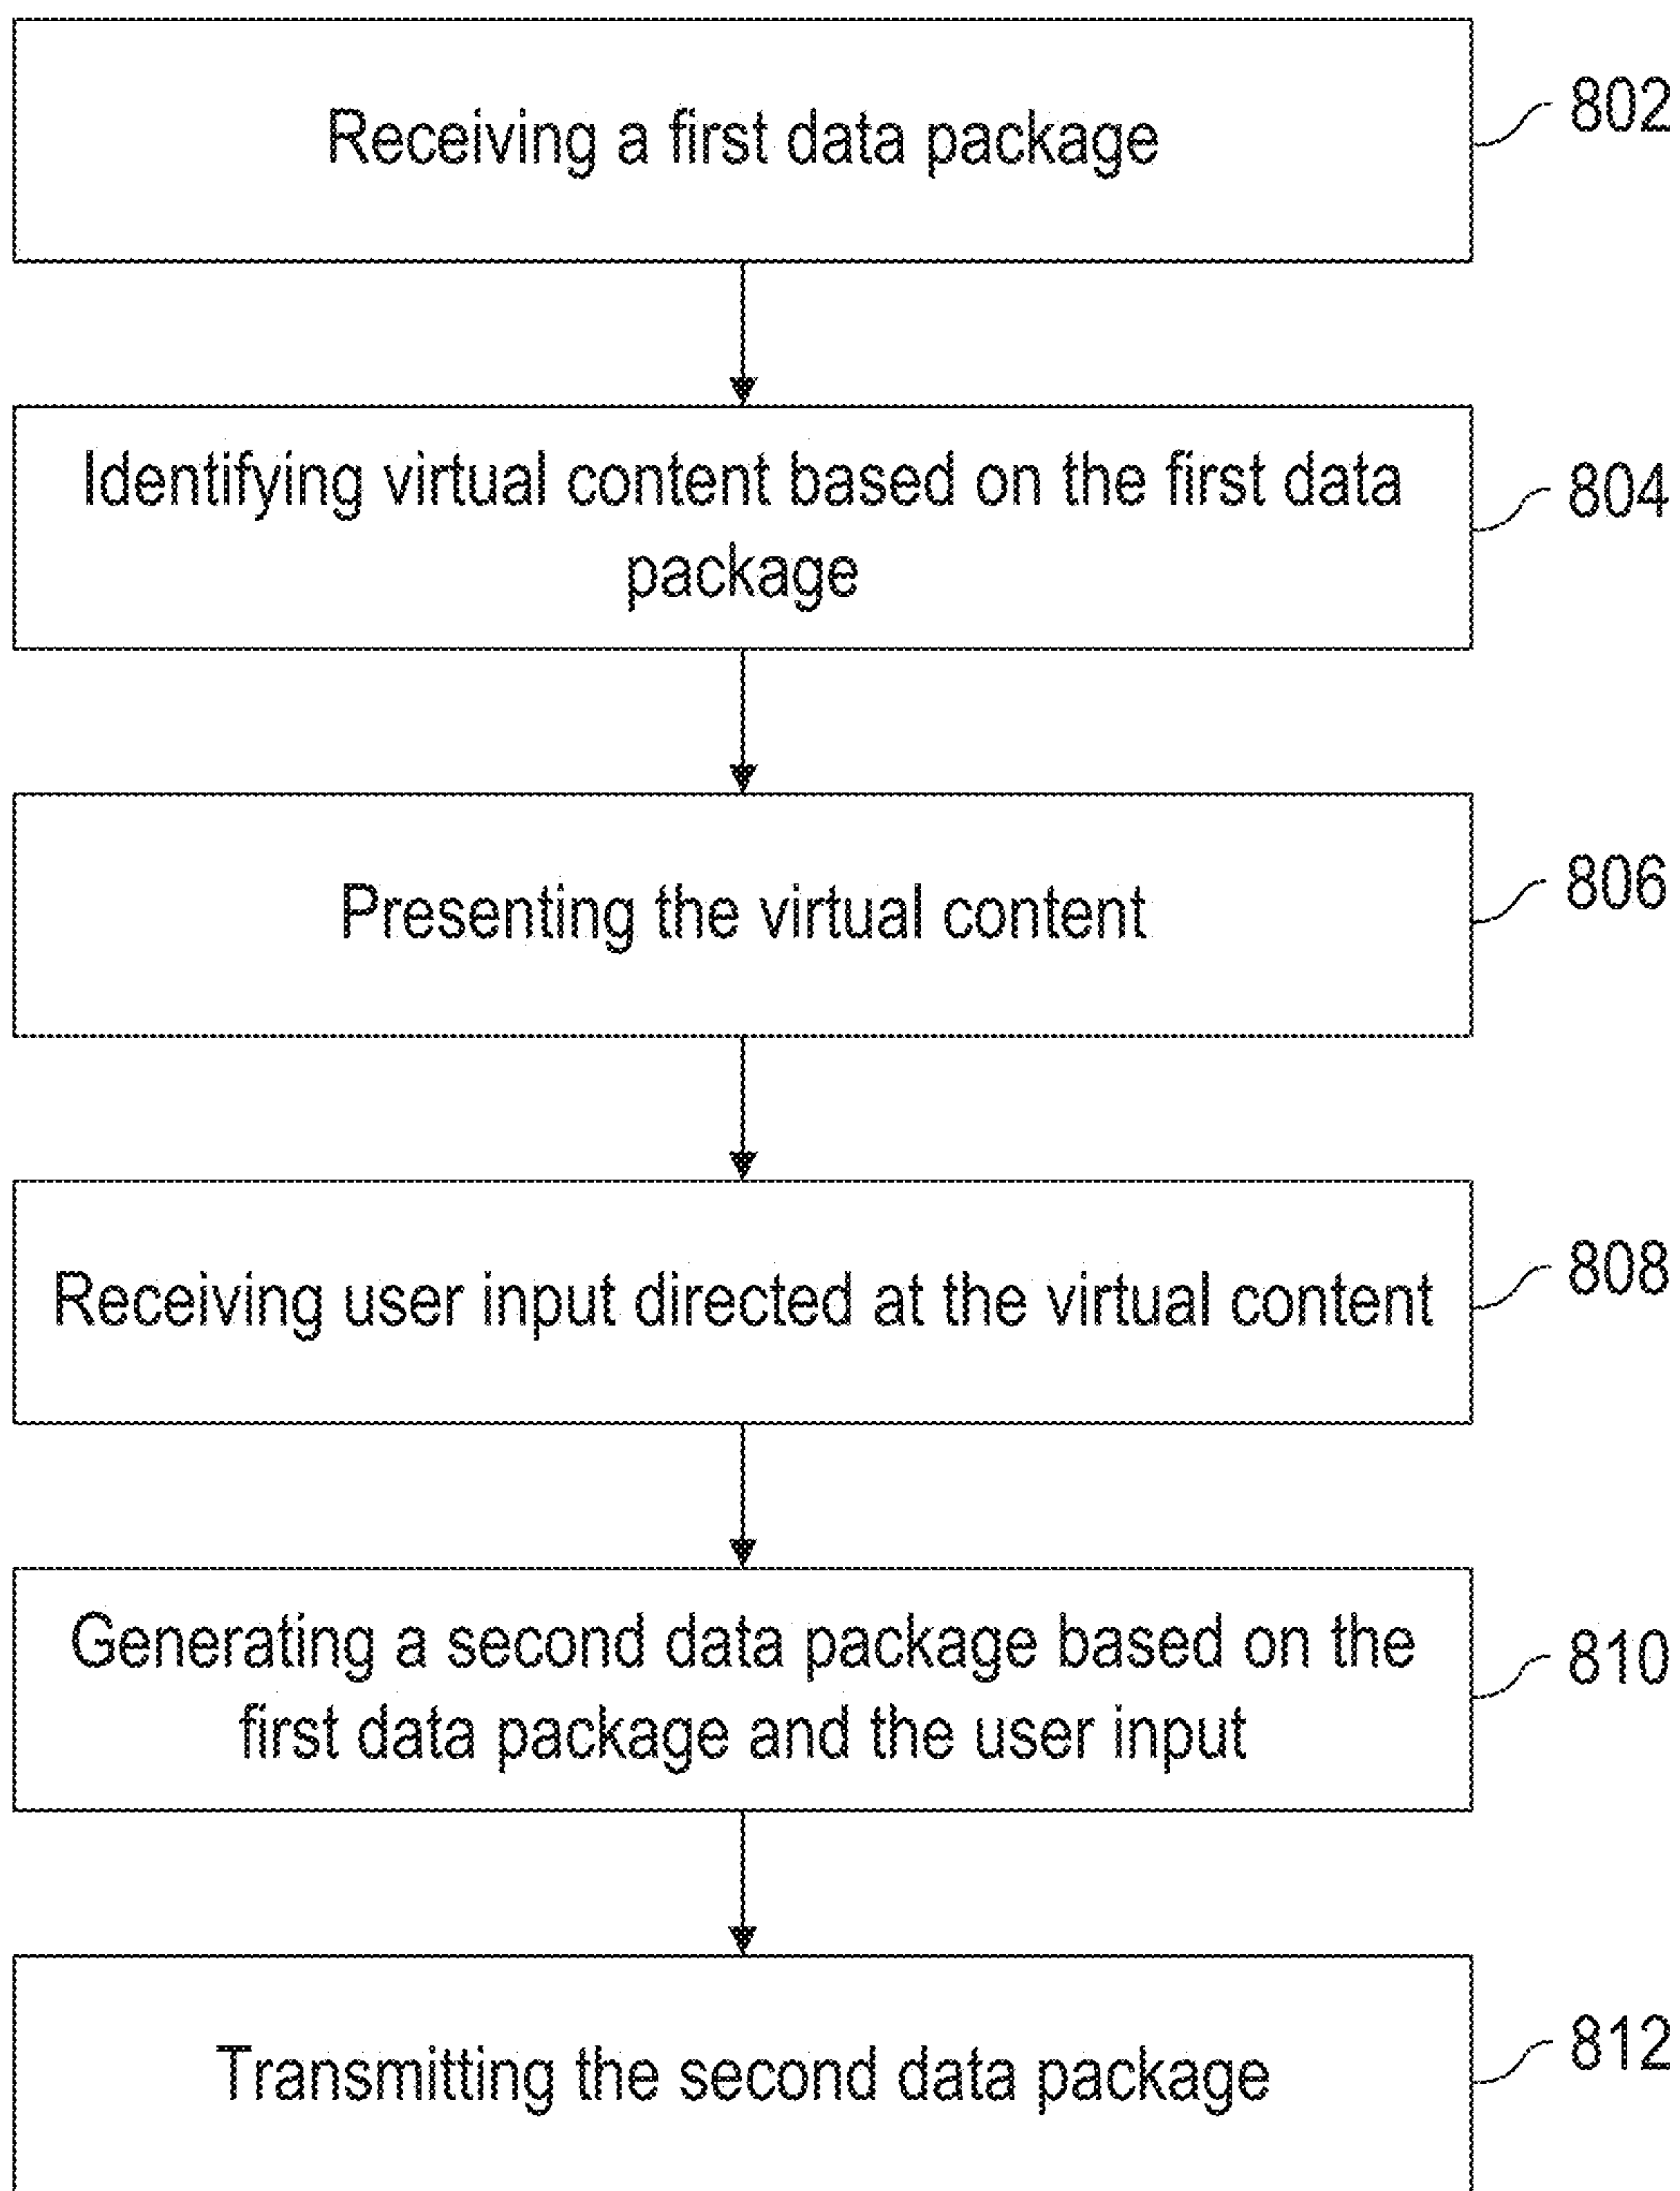 Receiving a first data package
802
Identifying virtual content based on the first data
package
804
Presenting the virtual content
806
Receiving user input directed at the virtual content
808
Generating a second data package based on the
first data package and the user input
810
Transmitting the second data package
812